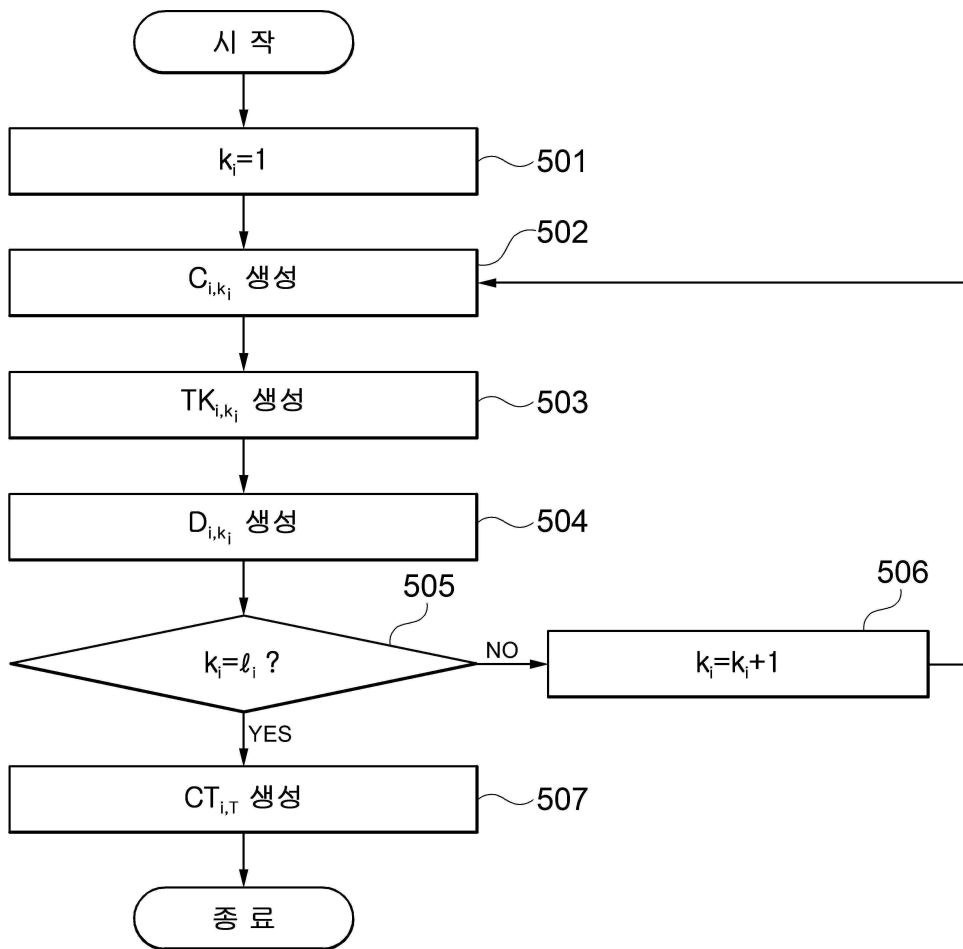 시 작
k_i=1
501
502
C_{i,k_i} 생성
TK_{i,k_i} 생성
503
D_{i,k_i} 생성
504
505
506
k_i=ℓ_i ?
NO
k_i=k_i+1
YES
CT_{i,T} 생성
507
종 료